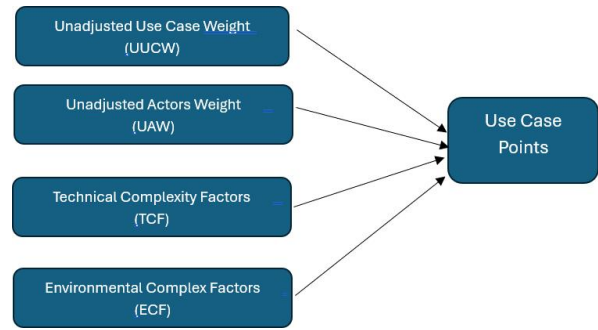 Unadjusted Use Case Weight
(UUCW)
Unadjusted Actors Weight
(UAW)
Technical Complexity Factors
(TCF)
Environmental Complex Factors
(ECF)
Use Case
Points